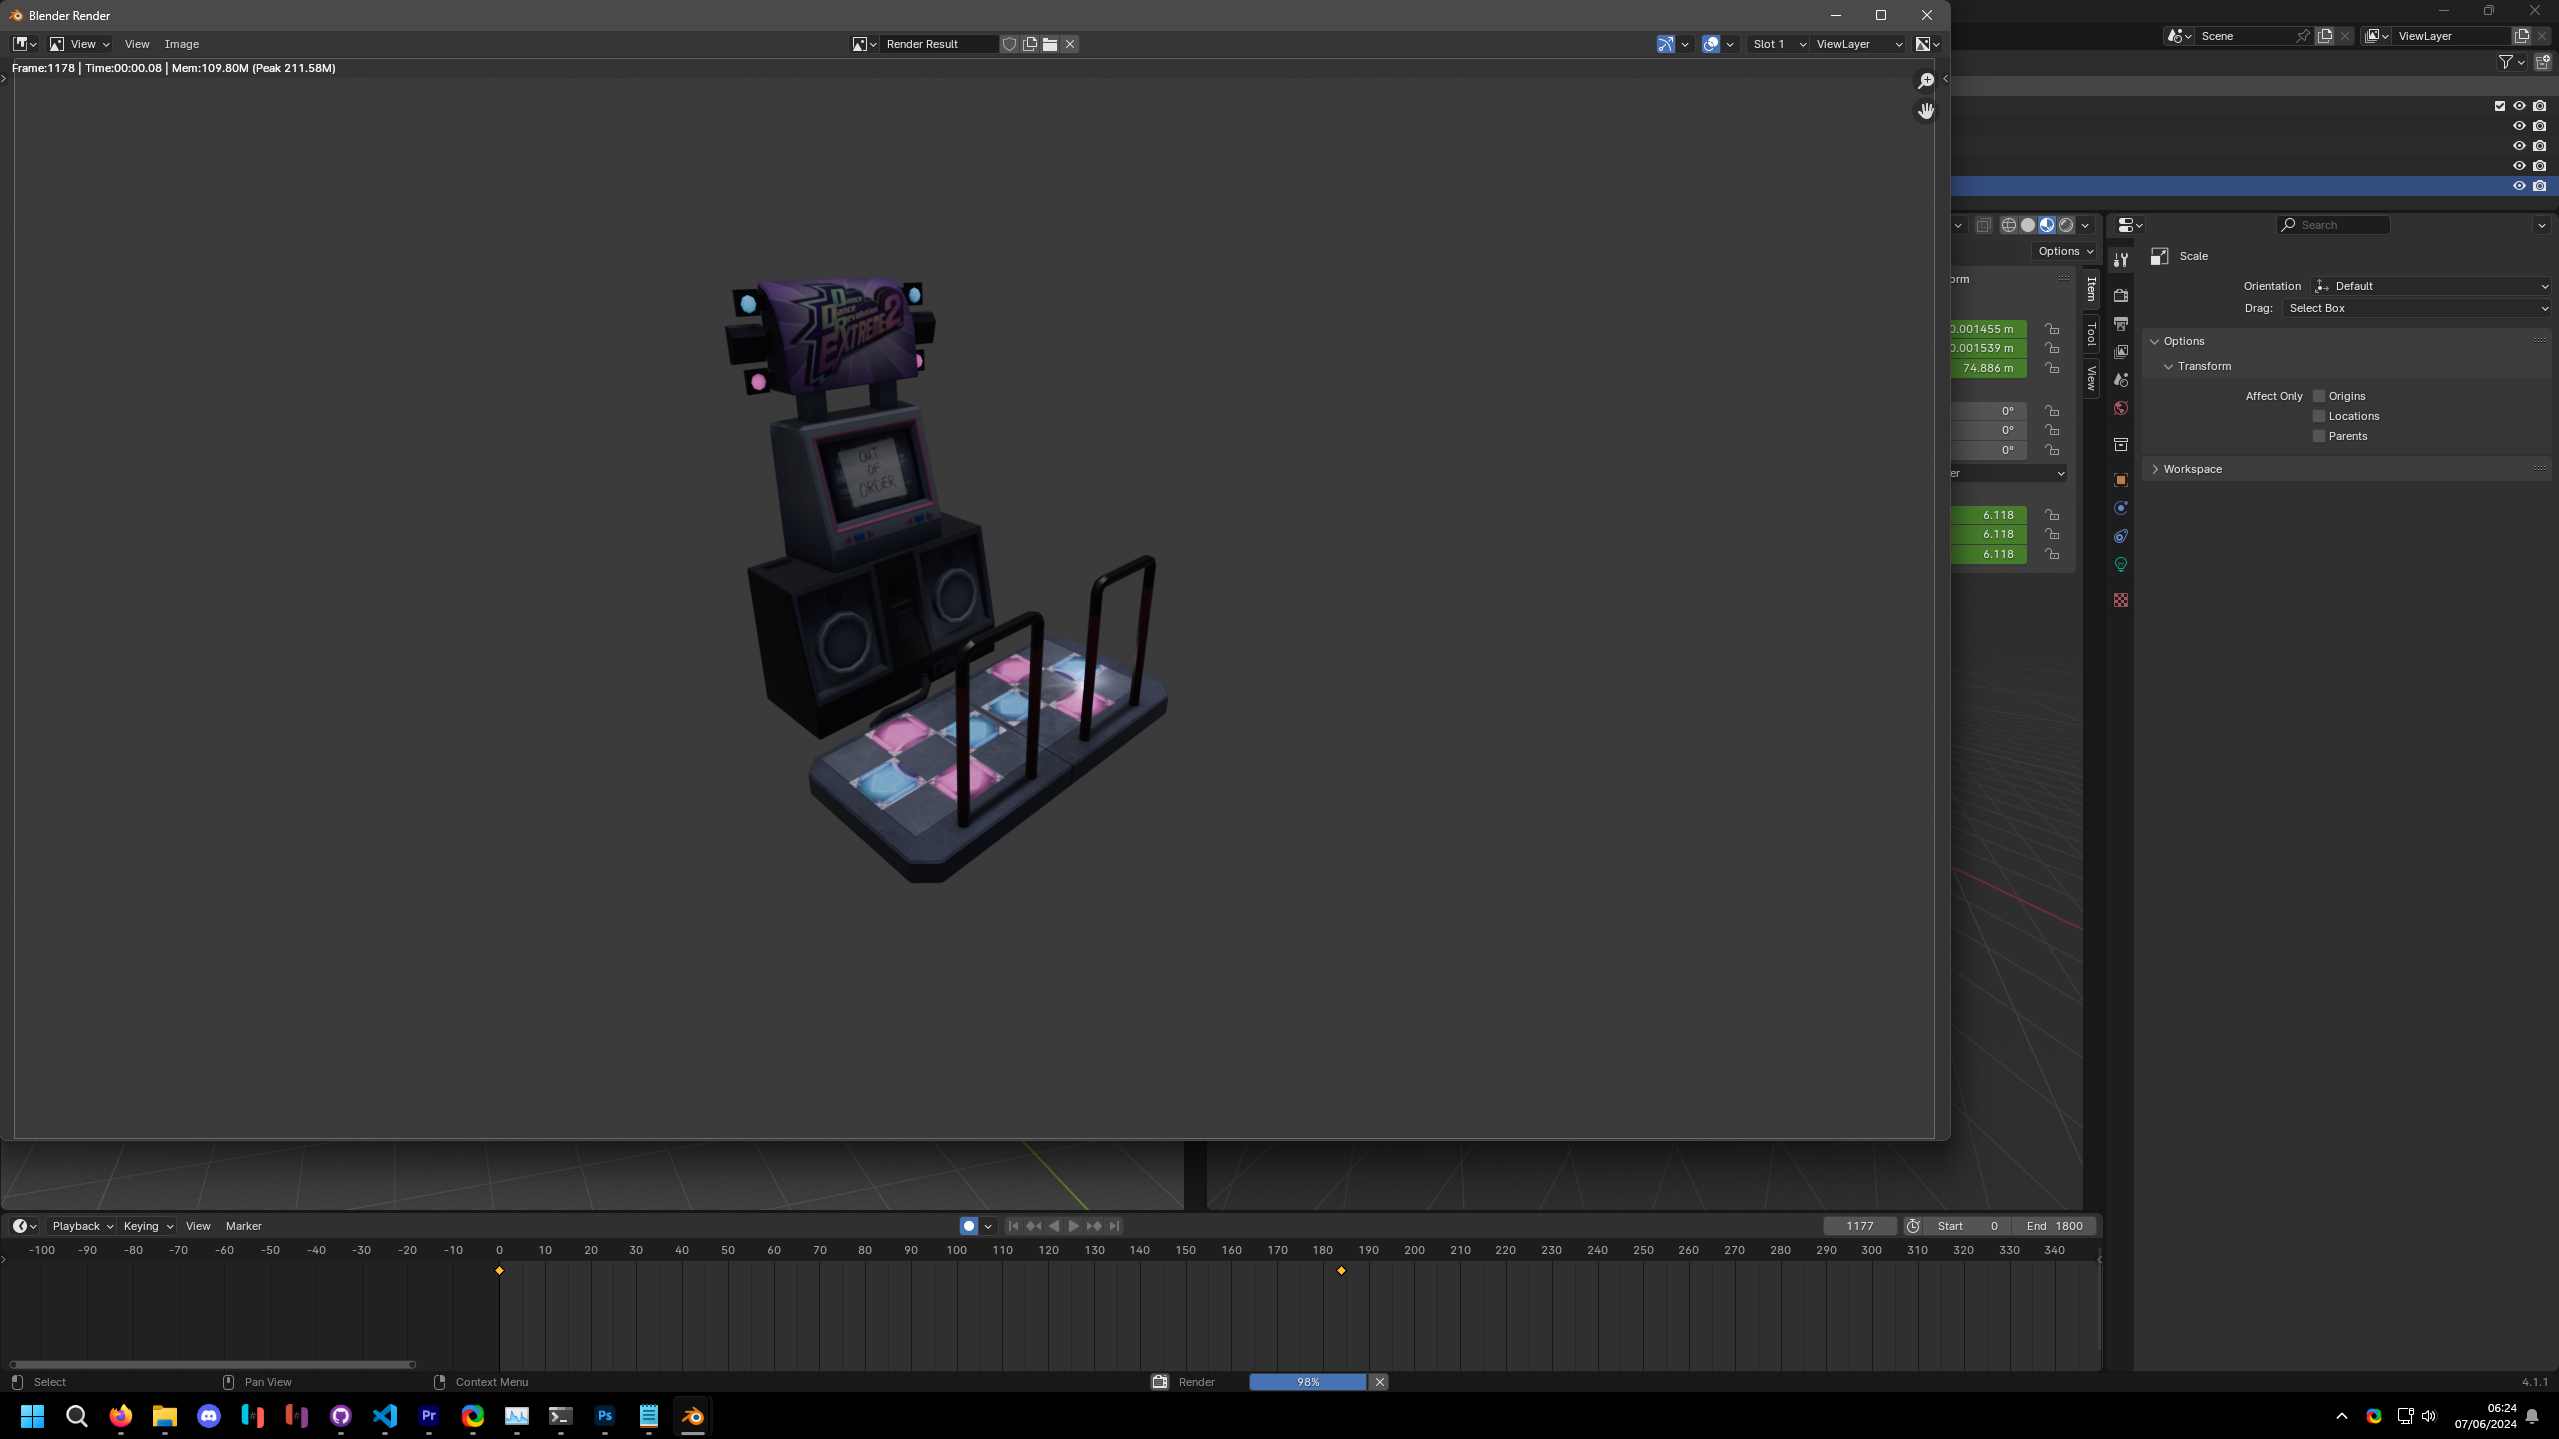 Blender Render
View View Image Render Result Slot 1 ViewLayer
Scene ViewLayer
Frame:1178 | Time:00:00.08 | Mem:109.80M (Peak 211.58M)
Dance
Dance
Revolution
EXTREME 2
OUT
OF
ORDER
Search
Options
Scale
orm
Item
Tool
View
Orientation Default
Drag: Select Box
0.001455 m
0.001539 m
74.886 m
Options
Transform
Affect Only Origins
Locations
Parents
Workspace
0°
0°
0°
er
6.118
6.118
6.118
Playback Keying View Marker 1177 Start 0 End 1800
-100 -90 -80 -70 -60 -50 -40 -30 -20 -10 0 10 20 30 40 50 60 70 80 90 100 110 120 130 140 150 160 170 180 190 200 210 220 230 240 250 260 270 280 290 300 310 320 330 340
Select Pan View Context Menu Render 98% 4.1.1
Pr Ps
06:24
07/06/2024